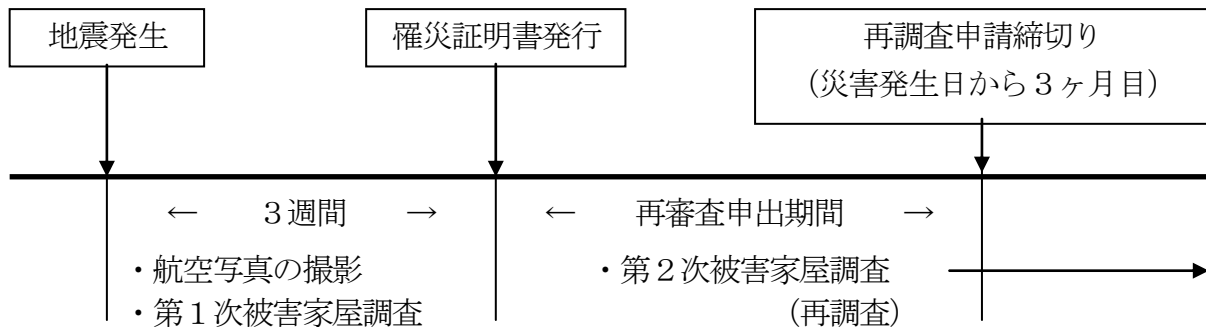 地震発生
罹災証明書発行
再調査申請締切り
(災害発生日から3ヶ月目)
← 3週間 →
← 再審査申出期間 →
・航空写真の撮影
・第1次被害家屋調査
・第2次被害家屋調査
(再調査)